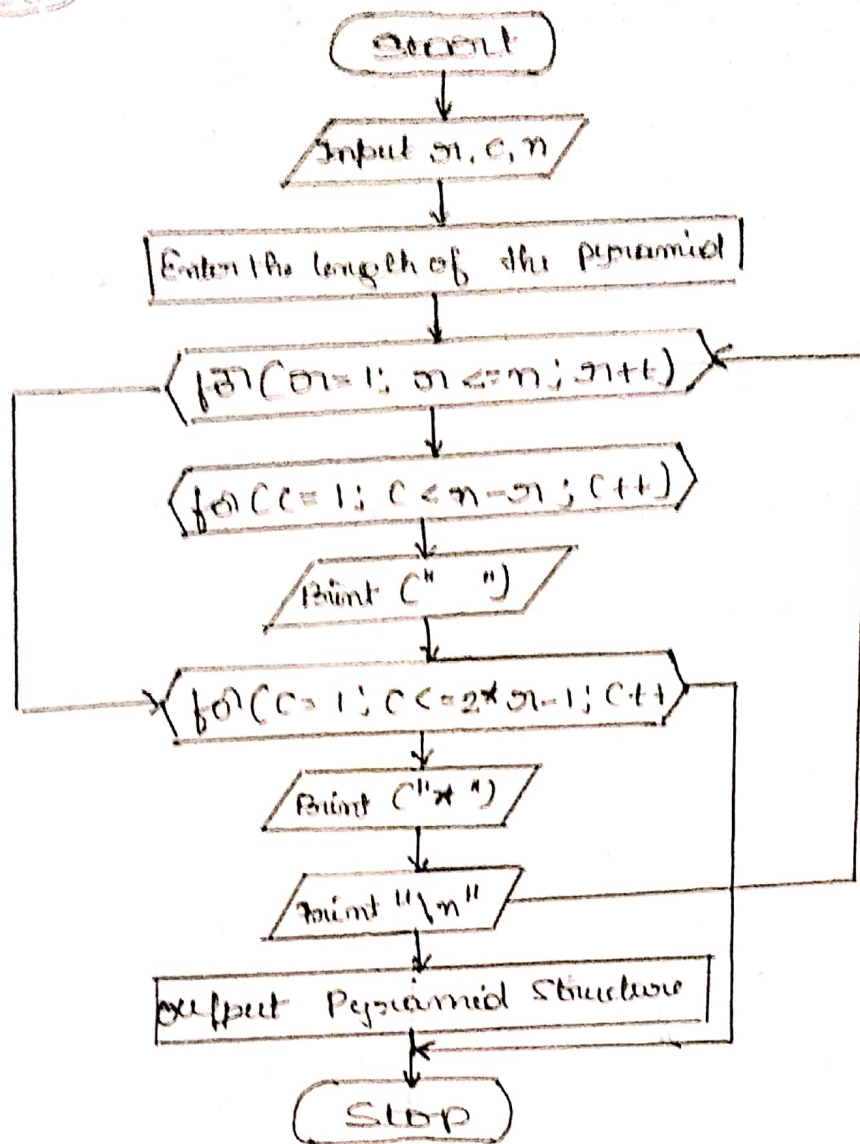 Start
Input r, c, n
Enter the length of the pyramid
for(r=1; r<=n; r++)
for(c=1; c<n-r; c++)
Print (" ")
for(c=1; c<=2*r-1; c++
Print ("*")
Print "\n"
output Pyramid Structure
Stop